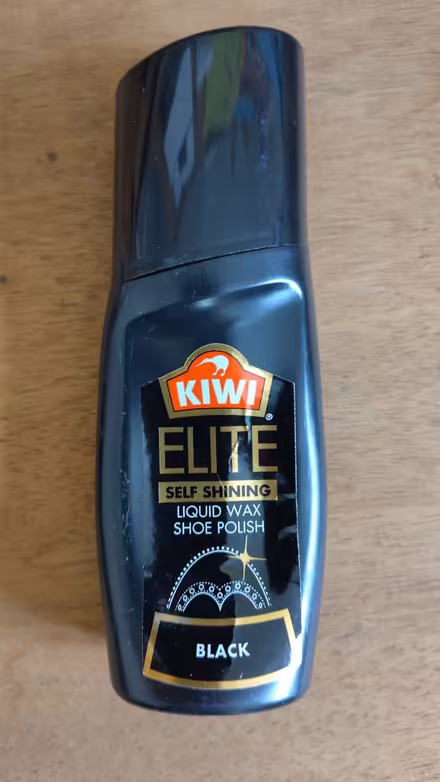 KIWI
®
ELITE
SELF SHINING
LIQUID WAX
SHOE POLISH
BLACK